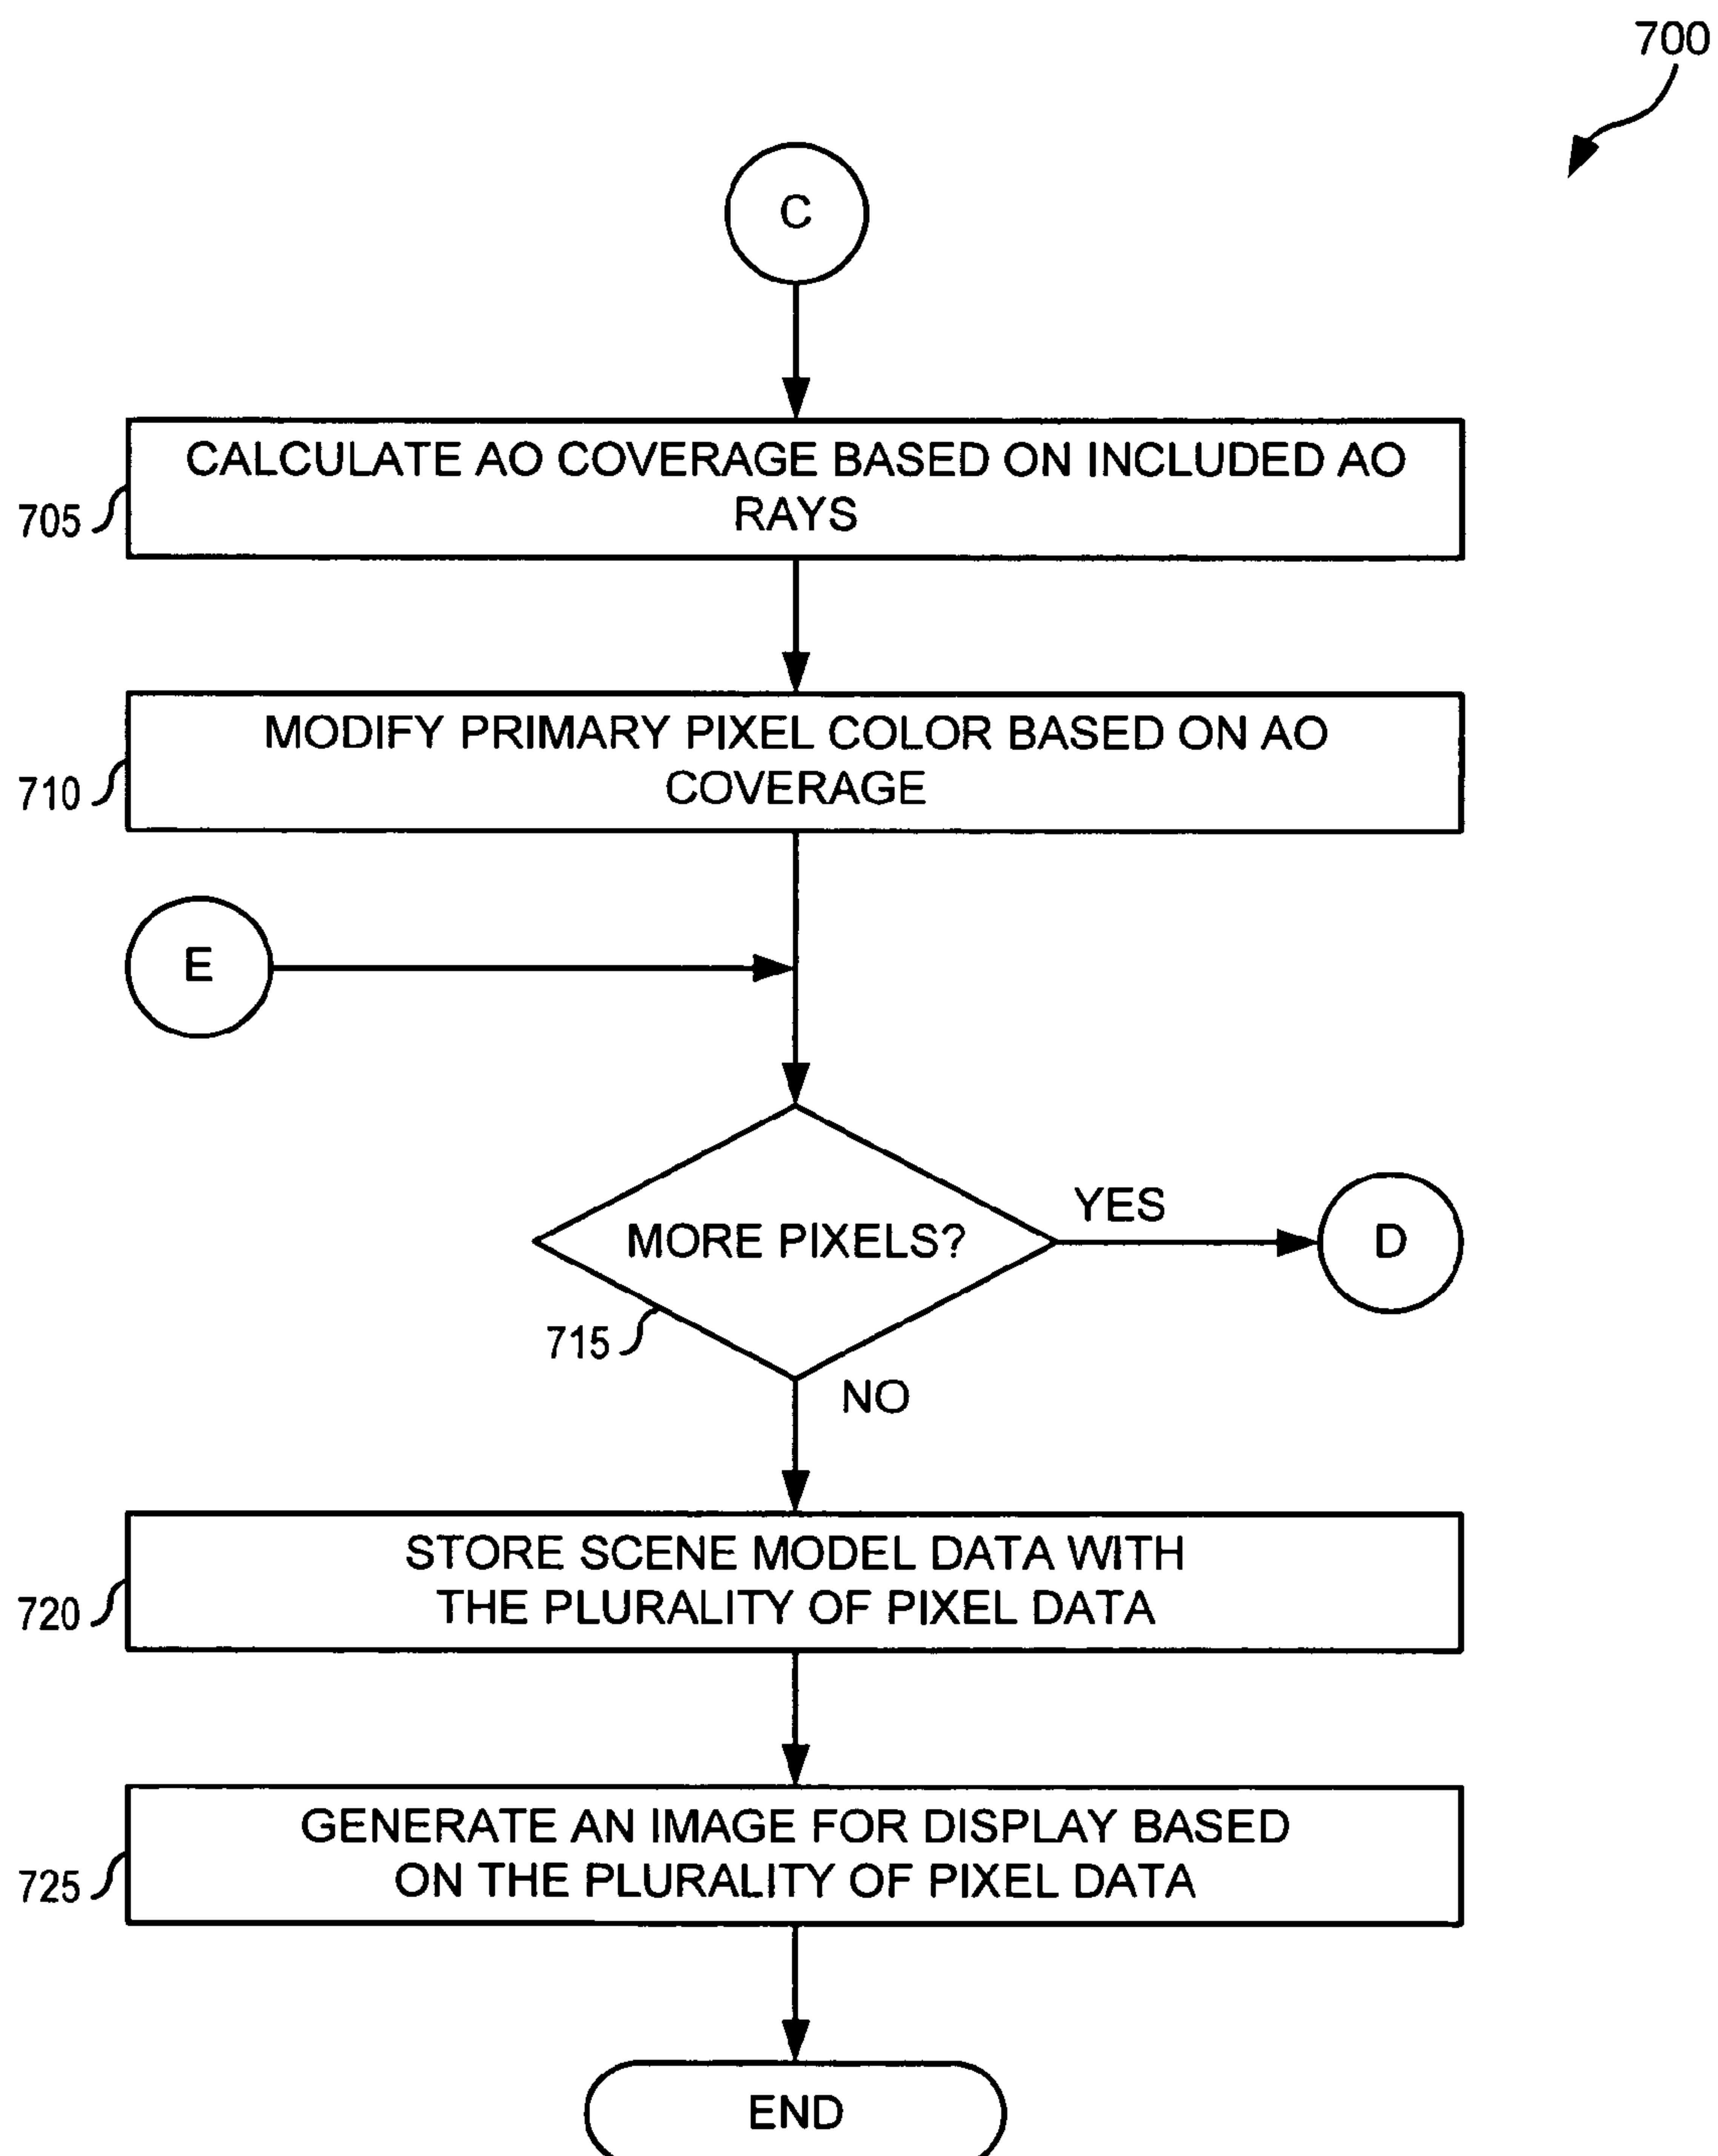 700
C
CALCULATE AO COVERAGE BASED ON INCLUDED AO
RAYS
705
MODIFY PRIMARY PIXEL COLOR BASED ON AO
COVERAGE
710
E
MORE PIXELS?
YES
D
715
NO
STORE SCENE MODEL DATA WITH
THE PLURALITY OF PIXEL DATA
720
GENERATE AN IMAGE FOR DISPLAY BASED
ON THE PLURALITY OF PIXEL DATA
725
END